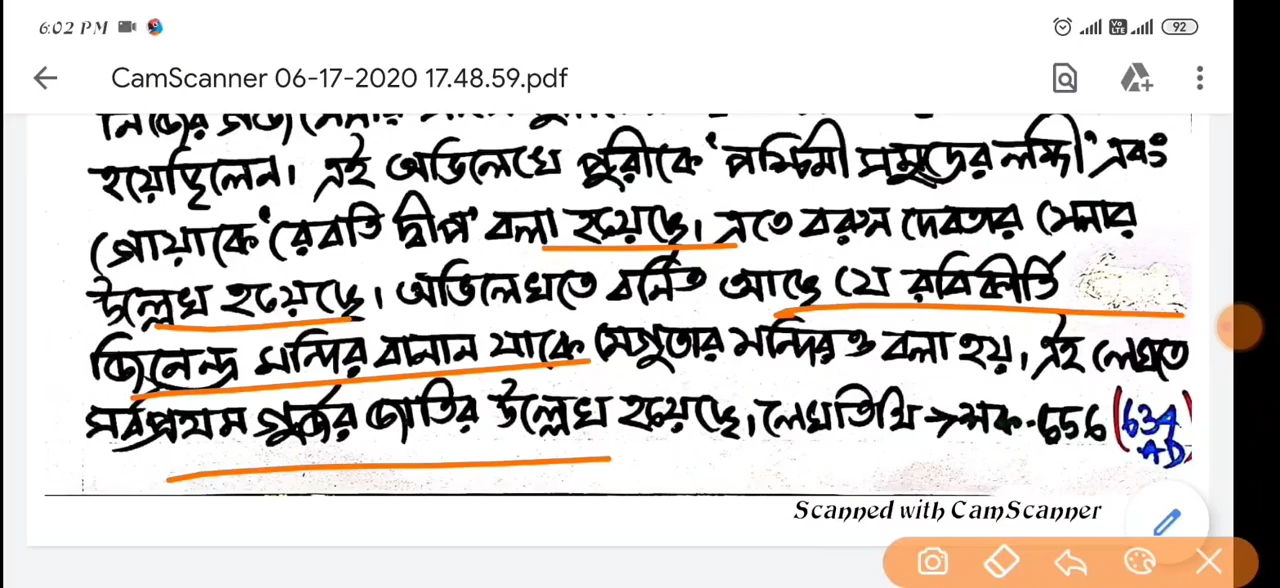 6:02 PM
92
CamScanner 06-17-2020 17.48.59.pdf
হয়েছিলেন। এই অভিলেখে পুরীকে 'পশ্চিমী সমুদ্রের লক্ষ্মী' এবং
গোয়াকে 'রেবতি দ্বীপ' বলা হয়েছে। এতে বরুন দেবতার মেলার
উল্লেখ হয়েছে। অভিলেখতে বর্নিত আছে যে রবিকীর্তি
জিনেন্দ্র মন্দির বানান যাকে মেগুতার মন্দিরও বলা হয়। এই লেখতে
সর্বপ্রথম গুর্জর জাতির উল্লেখ হয়েছে। লেখতিথি → শক-556 (634 AD)
Scanned with CamScanner